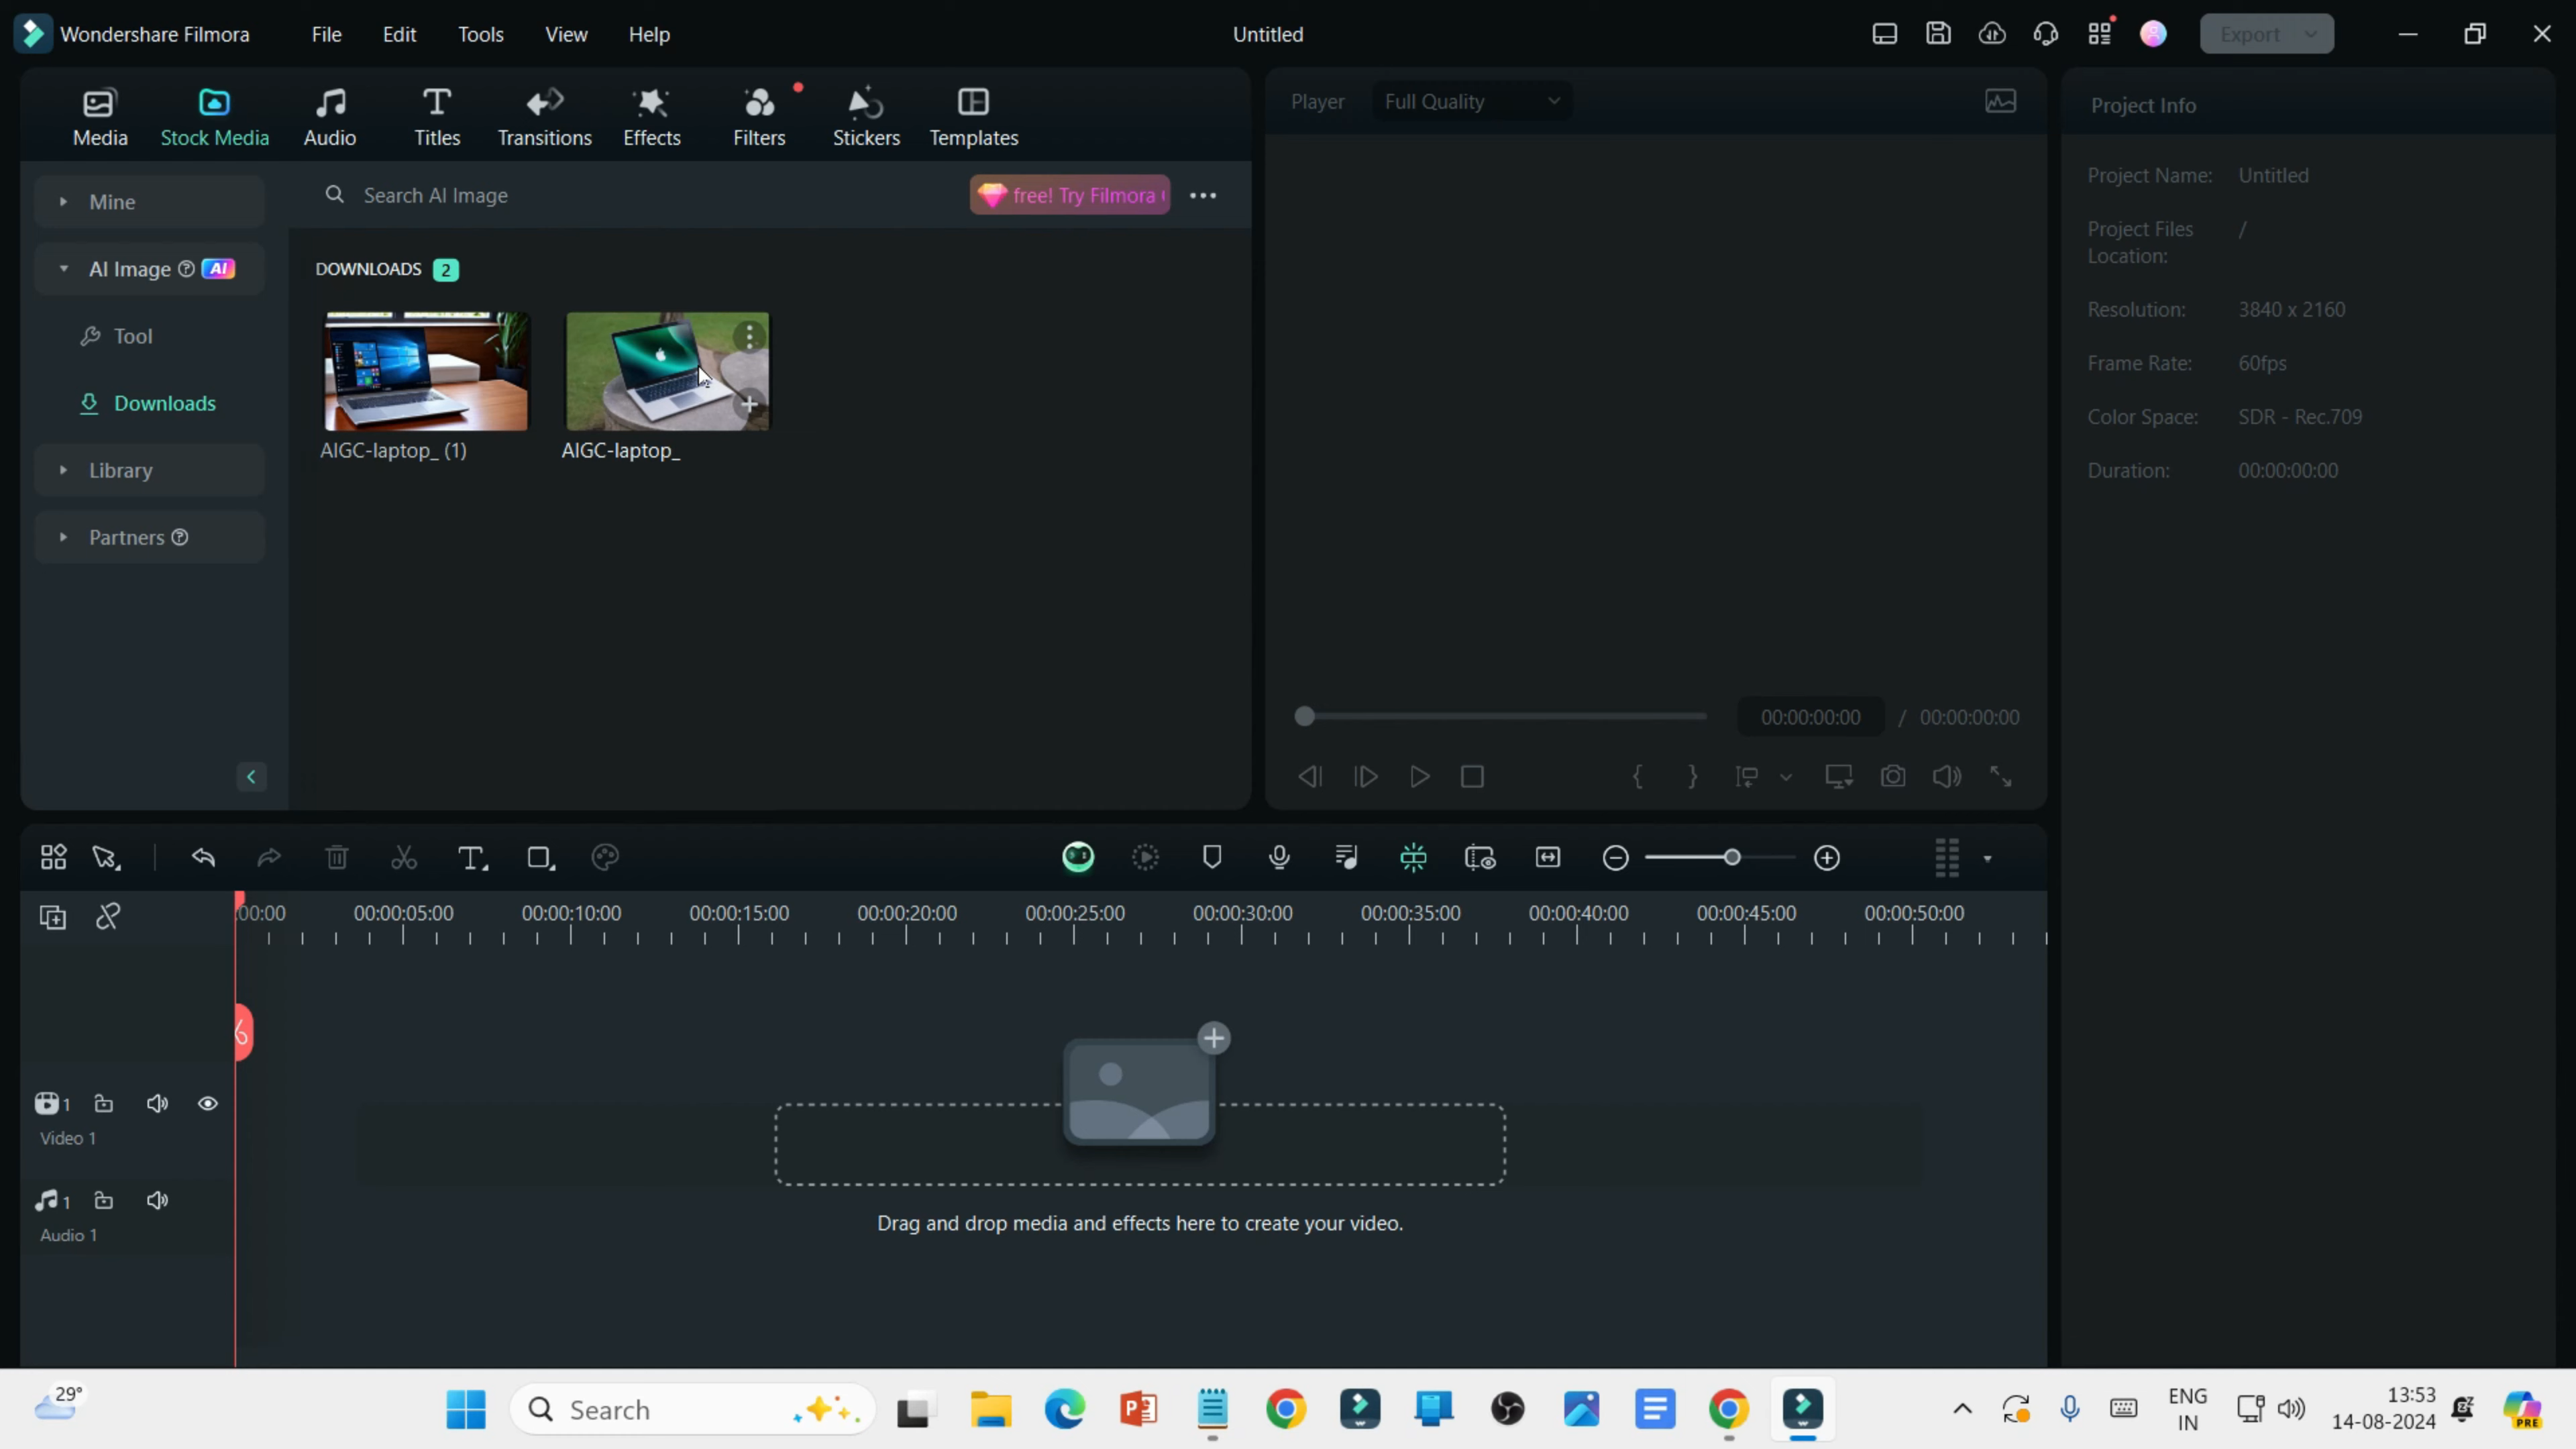 Wondershare Filmora
File
Edit
Tools
View
Help
Untitled
Export
Media
Stock Media
Audio
Titles
Transitions
Effects
Filters
Stickers
Templates
Player
Full Quality
Project Info
Mine
Search AI Image
free! Try Filmora
Project Name:
Untitled
AI Image
AI
DOWNLOADS 2
Project Files
Location:
/
Tool
Resolution:
3840 x 2160
Downloads
Frame Rate:
60fps
Color Space:
SDR - Rec.709
AIGC-laptop_ (1)
AIGC-laptop_
Library
Duration:
00:00:00:00
Partners
00:00:00:00 / 00:00:00:00
:00:00
00:00:05:00
00:00:10:00
00:00:15:00
00:00:20:00
00:00:25:00
00:00:30:00
00:00:35:00
00:00:40:00
00:00:45:00
00:00:50:00
1
Video 1
1
Audio 1
Drag and drop media and effects here to create your video.
29°
Search
ENG
IN
13:53
14-08-2024
PRE